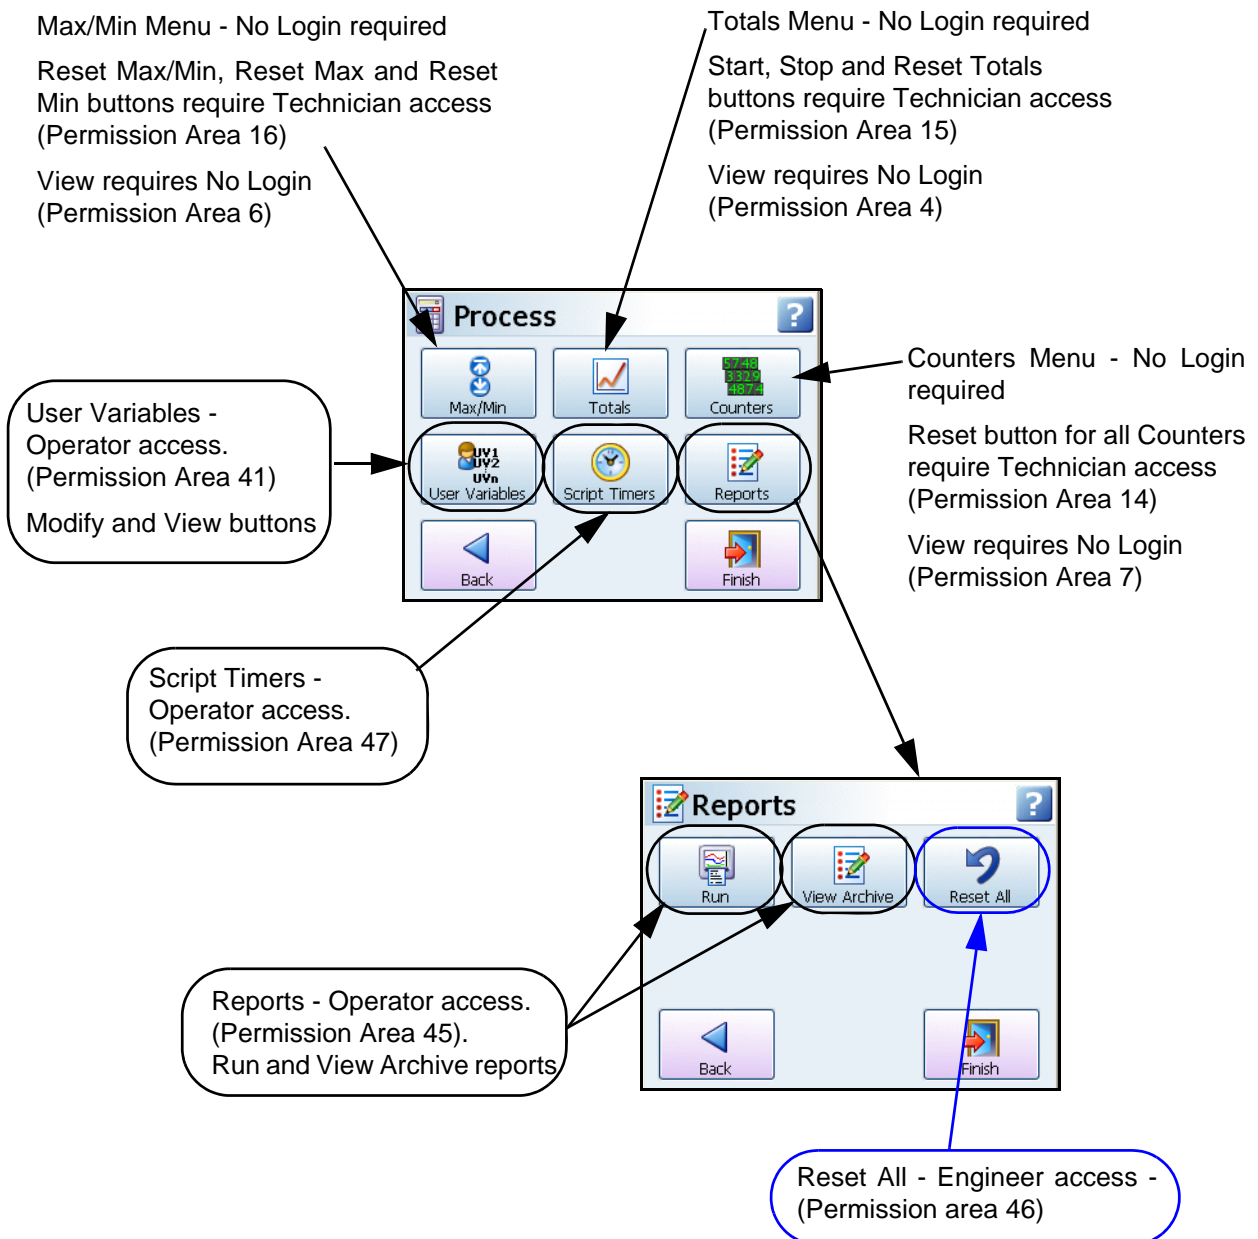 Max/Min Menu - No Login required
Reset Max/Min, Reset Max and Reset
Min buttons require Technician access
(Permission Area 16)
View requires No Login
(Permission Area 6)
Totals Menu - No Login required
Start, Stop and Reset Totals
buttons require Technician access
(Permission Area 15)
View requires No Login
(Permission Area 4)
Process
?
Max/Min
Totals
5748
3329
4874
Counters
UV1
UV2
UVn
User Variables
Script Timers
Reports
Back
Finish
Counters Menu - No Login
required
Reset button for all Counters
require Technician access
(Permission Area 14)
View requires No Login
(Permission Area 7)
User Variables -
Operator access.
(Permission Area 41)
Modify and View buttons
Script Timers -
Operator access.
(Permission Area 47)
Reports
?
Run
View Archive
Reset All
Back
Finish
Reports - Operator access.
(Permission Area 45).
Run and View Archive reports
Reset All - Engineer access -
(Permission area 46)